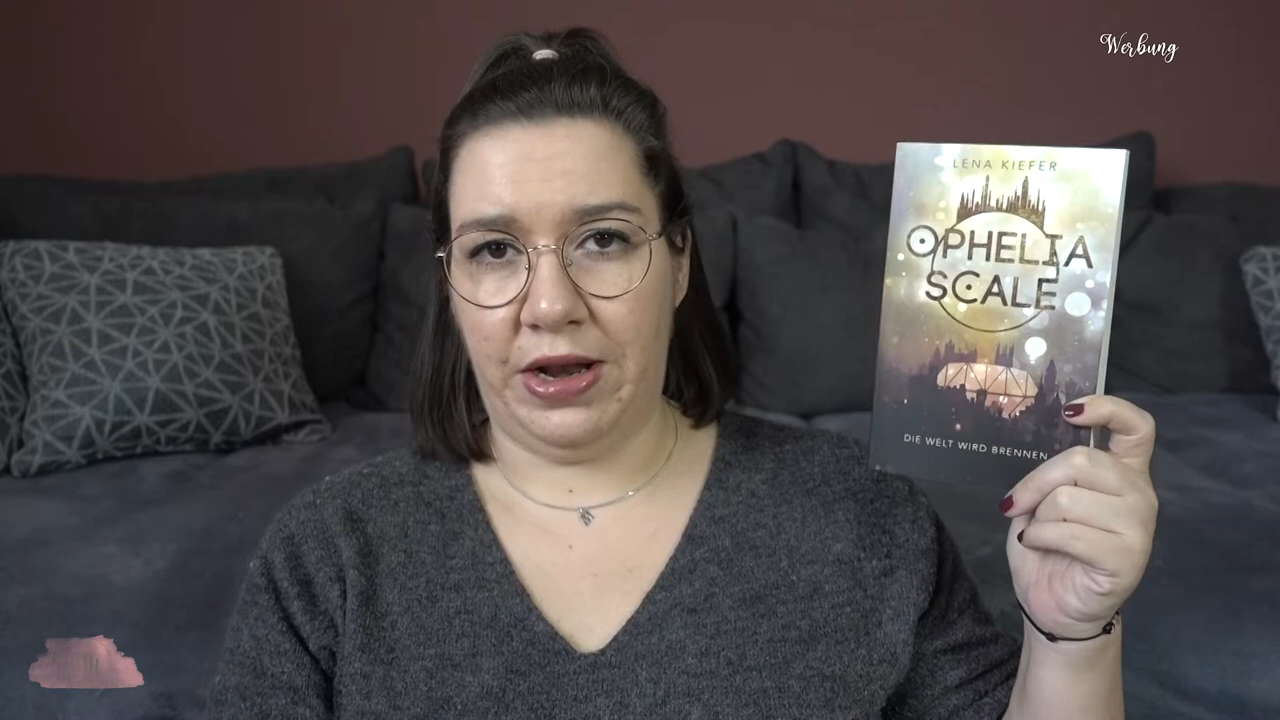 Werbung
LENA KIEFER
OPHELIA
SCALE
DIE WELT WIRD BRENNEN